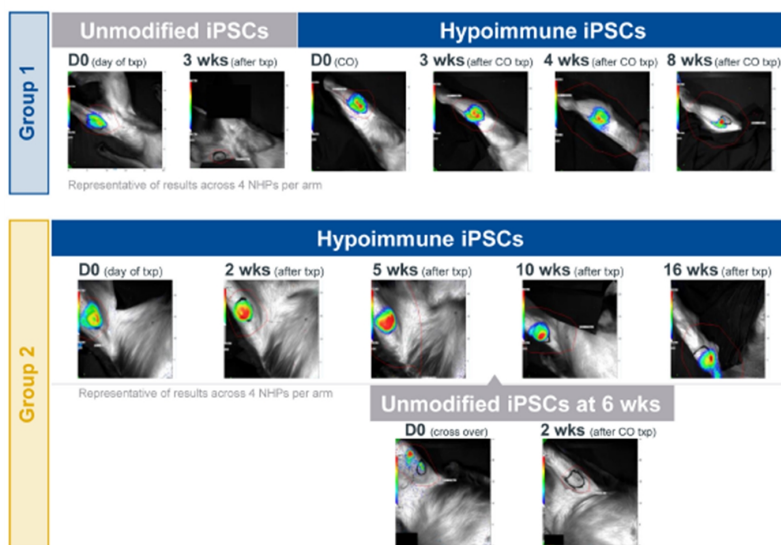 Unmodified iPSCs
Hypoimmune iPSCs
Group 1
D0 (day of txp)
3 wks (after txp)
D0 (CO)
3 wks (after CO txp)
4 wks (after CO txp)
8 wks (after CO txp)
Representative of results across 4 NHPs per arm
Hypoimmune iPSCs
Group 2
D0 (day of txp)
2 wks (after txp)
5 wks (after txp)
10 wks (after txp)
16 wks (after txp)
Representative of results across 4 NHPs per arm
Unmodified iPSCs at 6 wks
D0 (cross over)
2 wks (after CO txp)